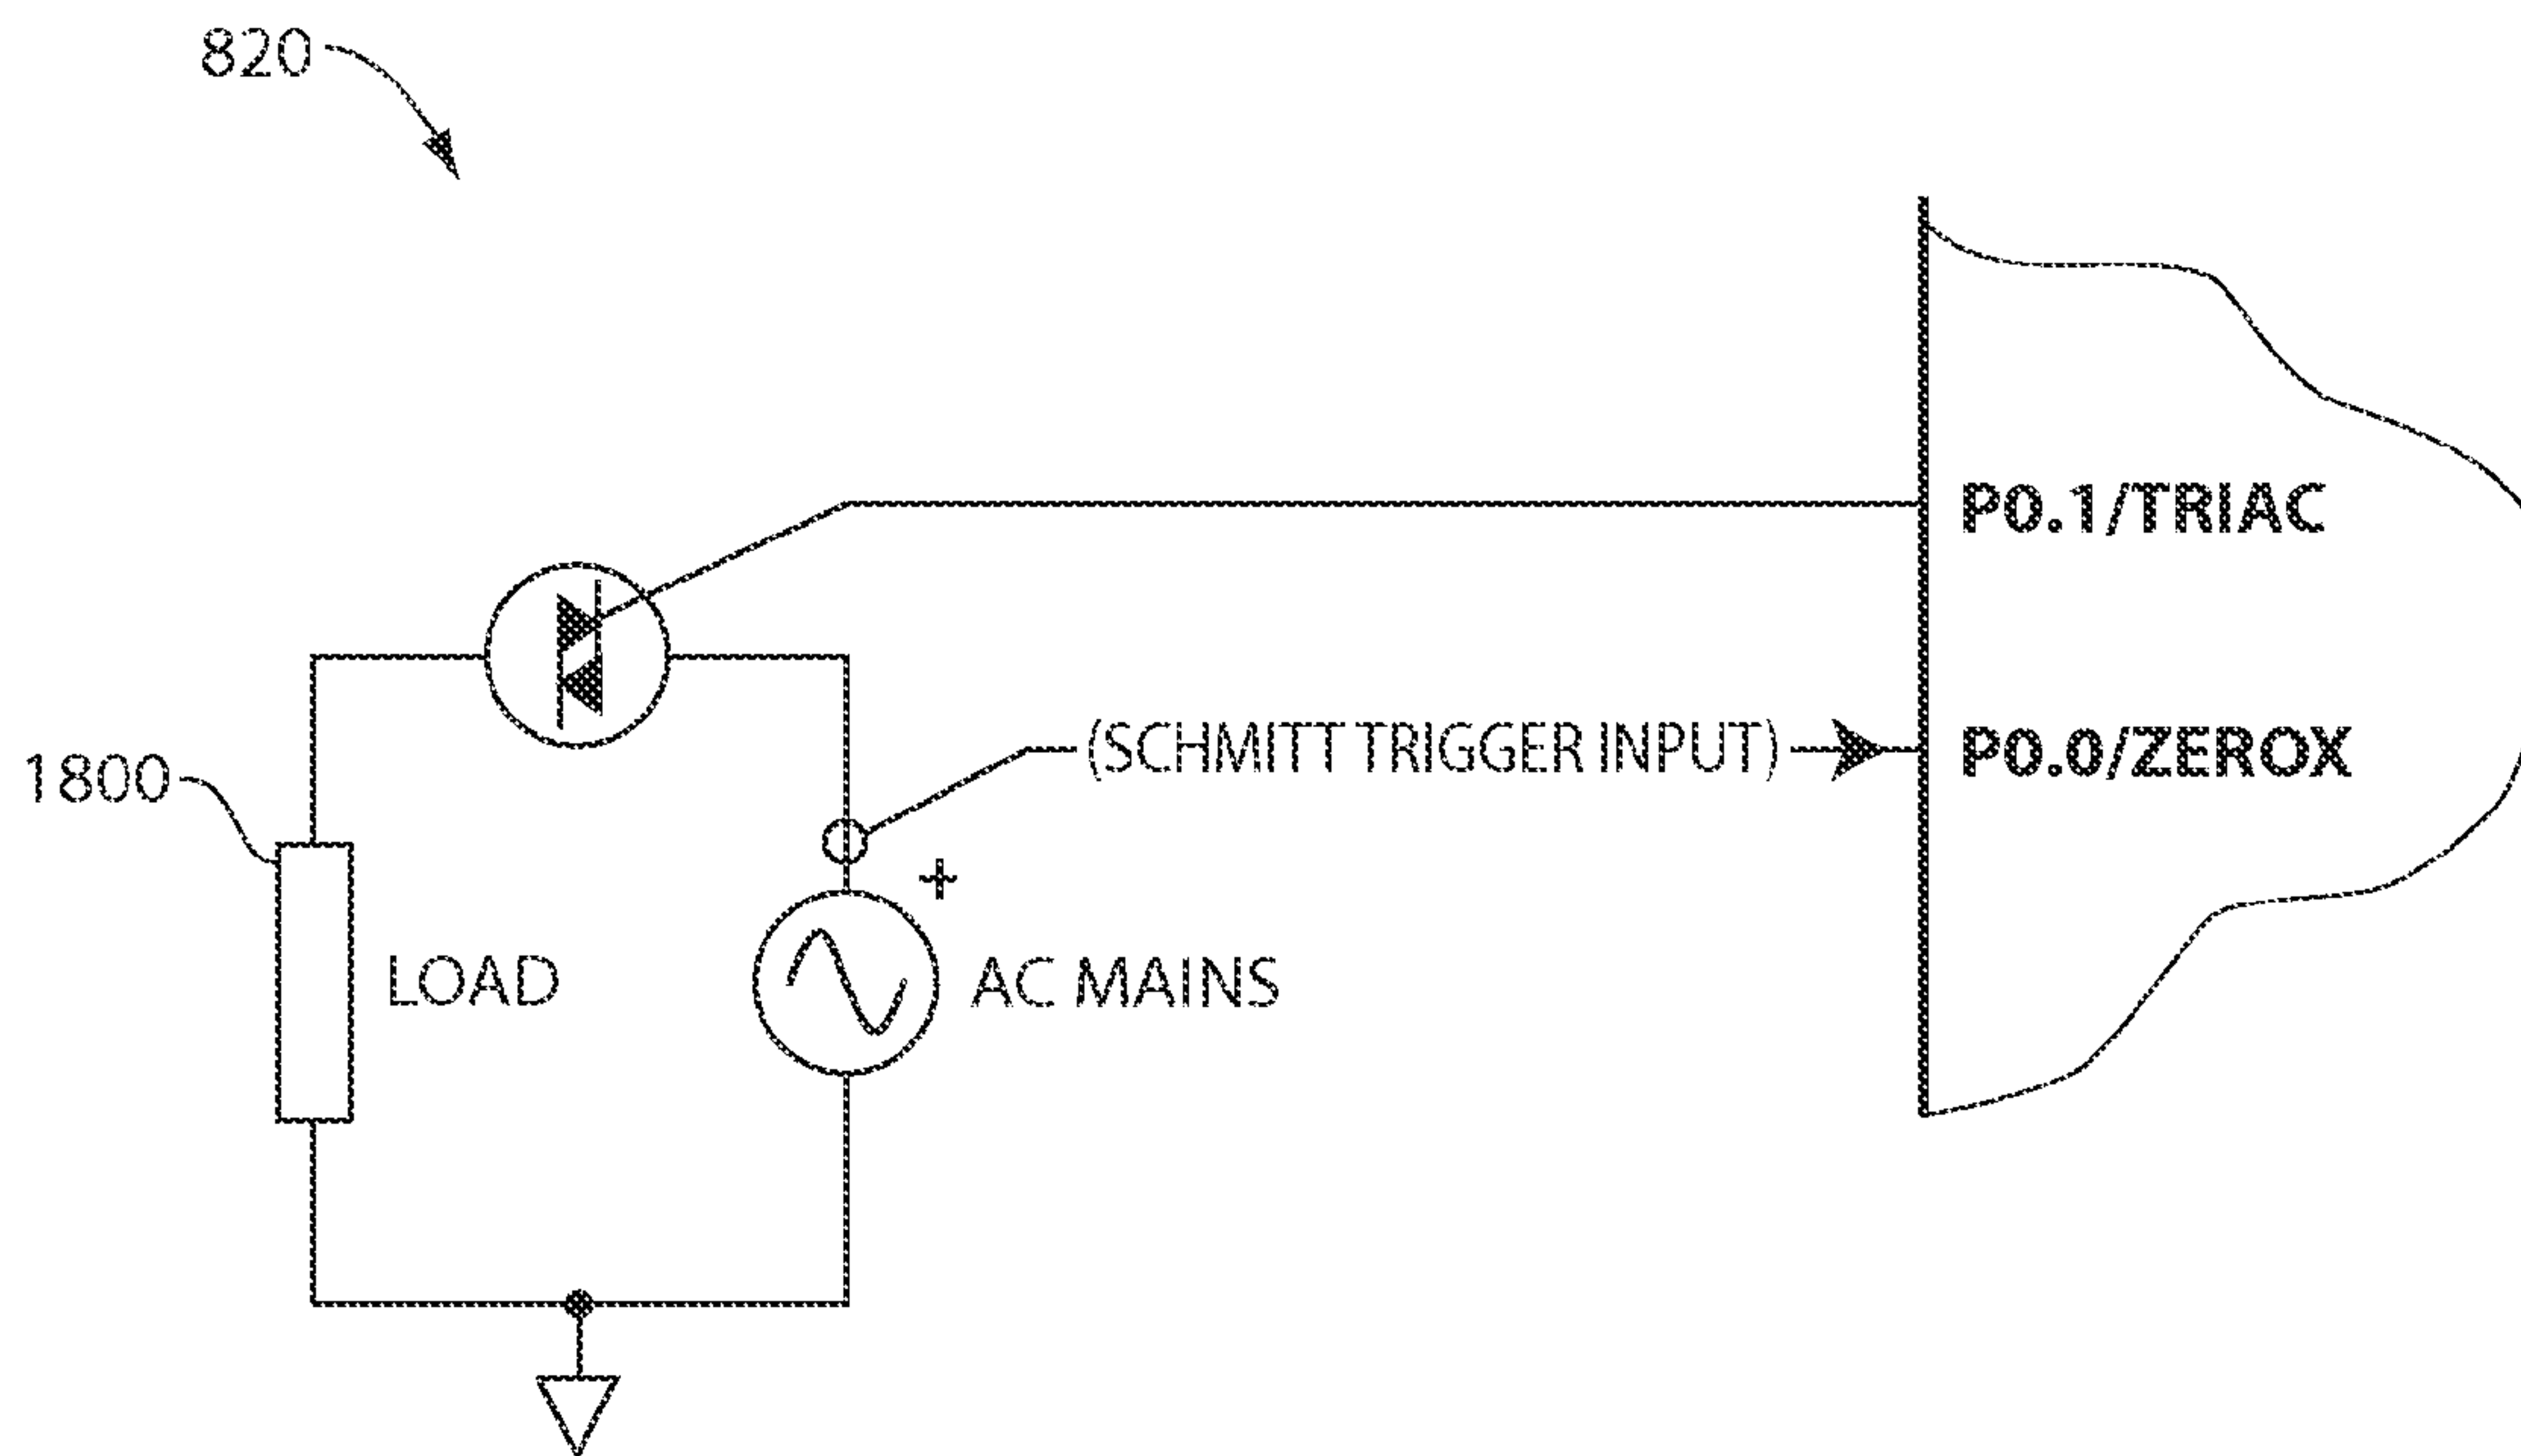 820
P0.1/TRIAC
(SCHMITT TRIGGER INPUT)
P0.0/ZEROX
1800
+
LOAD
AC MAINS